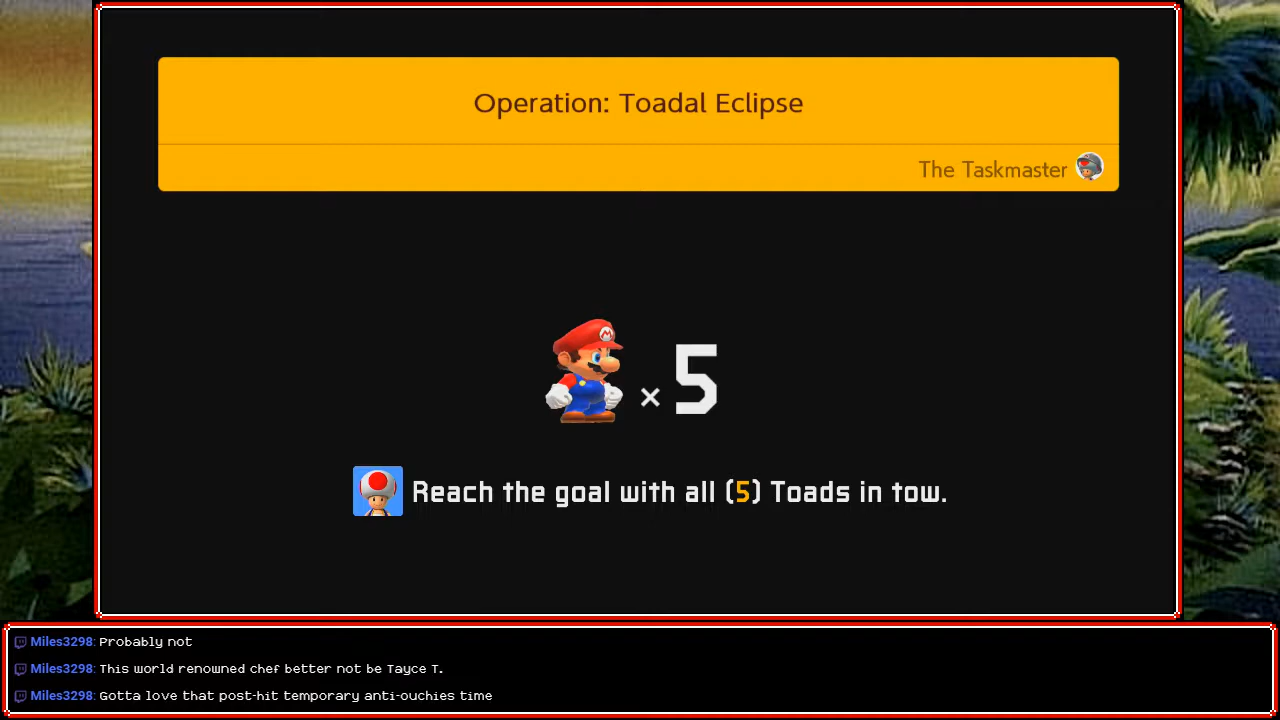 Operation: Toadal Eclipse
The Taskmaster
× 5
Reach the goal with all (5) Toads in tow.
Miles3298: Probably not
Miles3298: This world renowned chef better not be Tayce T.
Miles3298: Gotta love that post-hit temporary anti-ouchies time